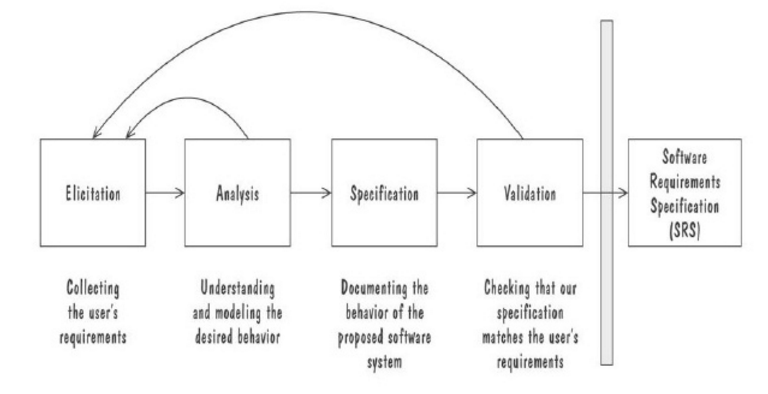 Elicitation
Analysis
Specification
Validation
Software
Requirements
Specification
(SRS)
Collecting
the user's
requirements
Understanding
and modeling the
desired behavior
Documenting the
behavior of the
proposed software
system
Checking that our
specification
matches the user's
requirements